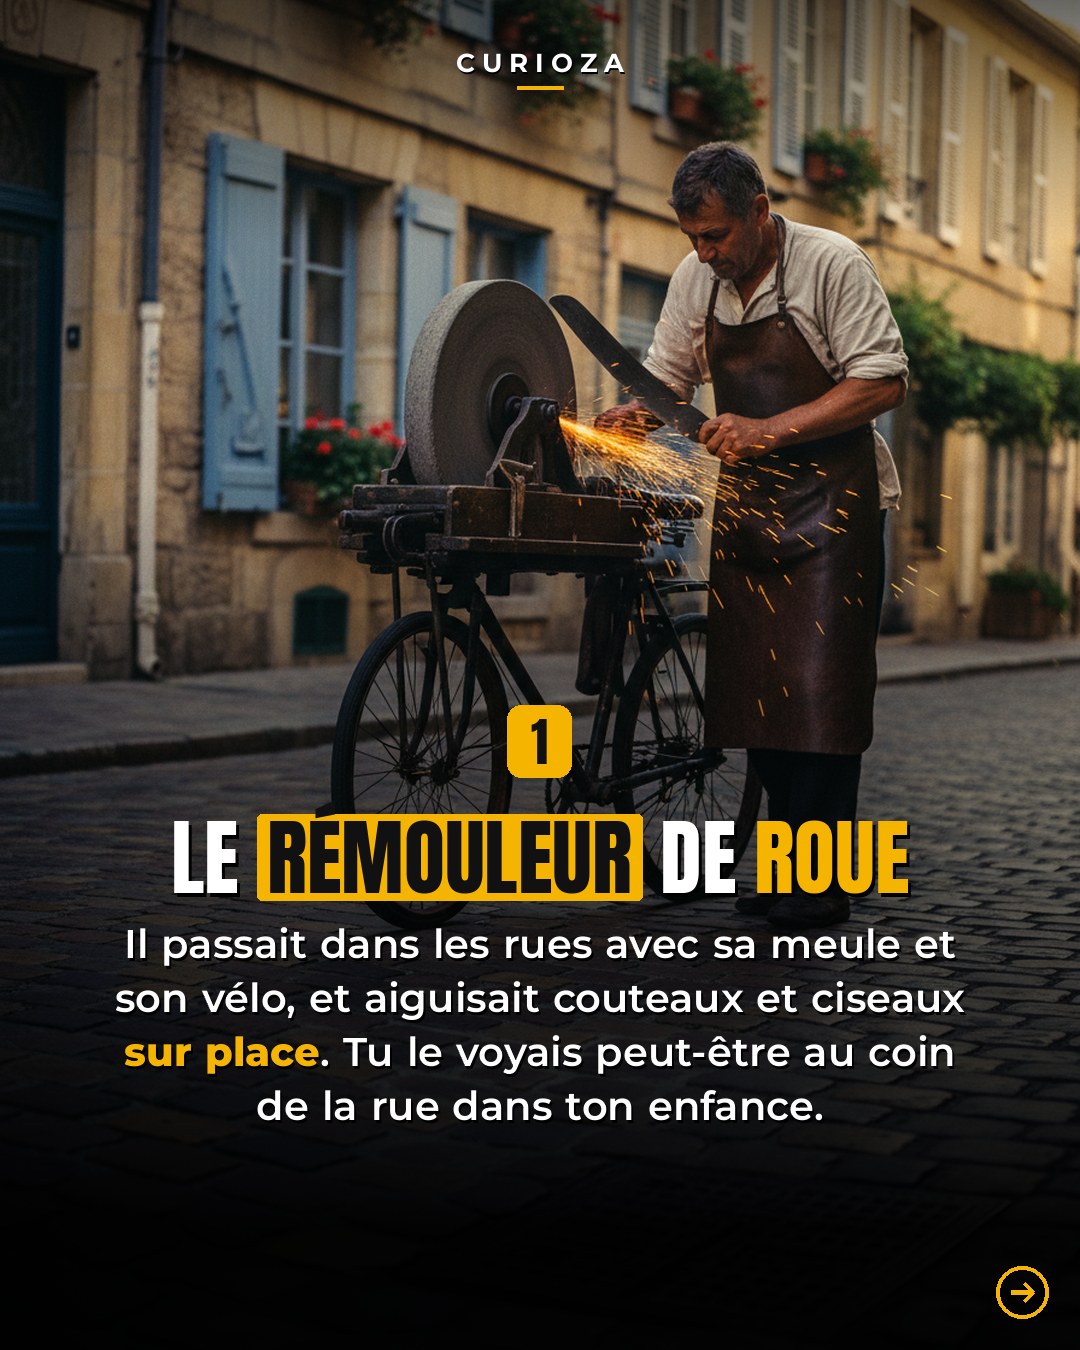 CURIOZA
1
LE RÉMOULEUR DE ROUE
Il passait dans les rues avec sa meule et
son vélo, et aiguisait couteaux et ciseaux
sur place. Tu le voyais peut-être au coin
de la rue dans ton enfance.